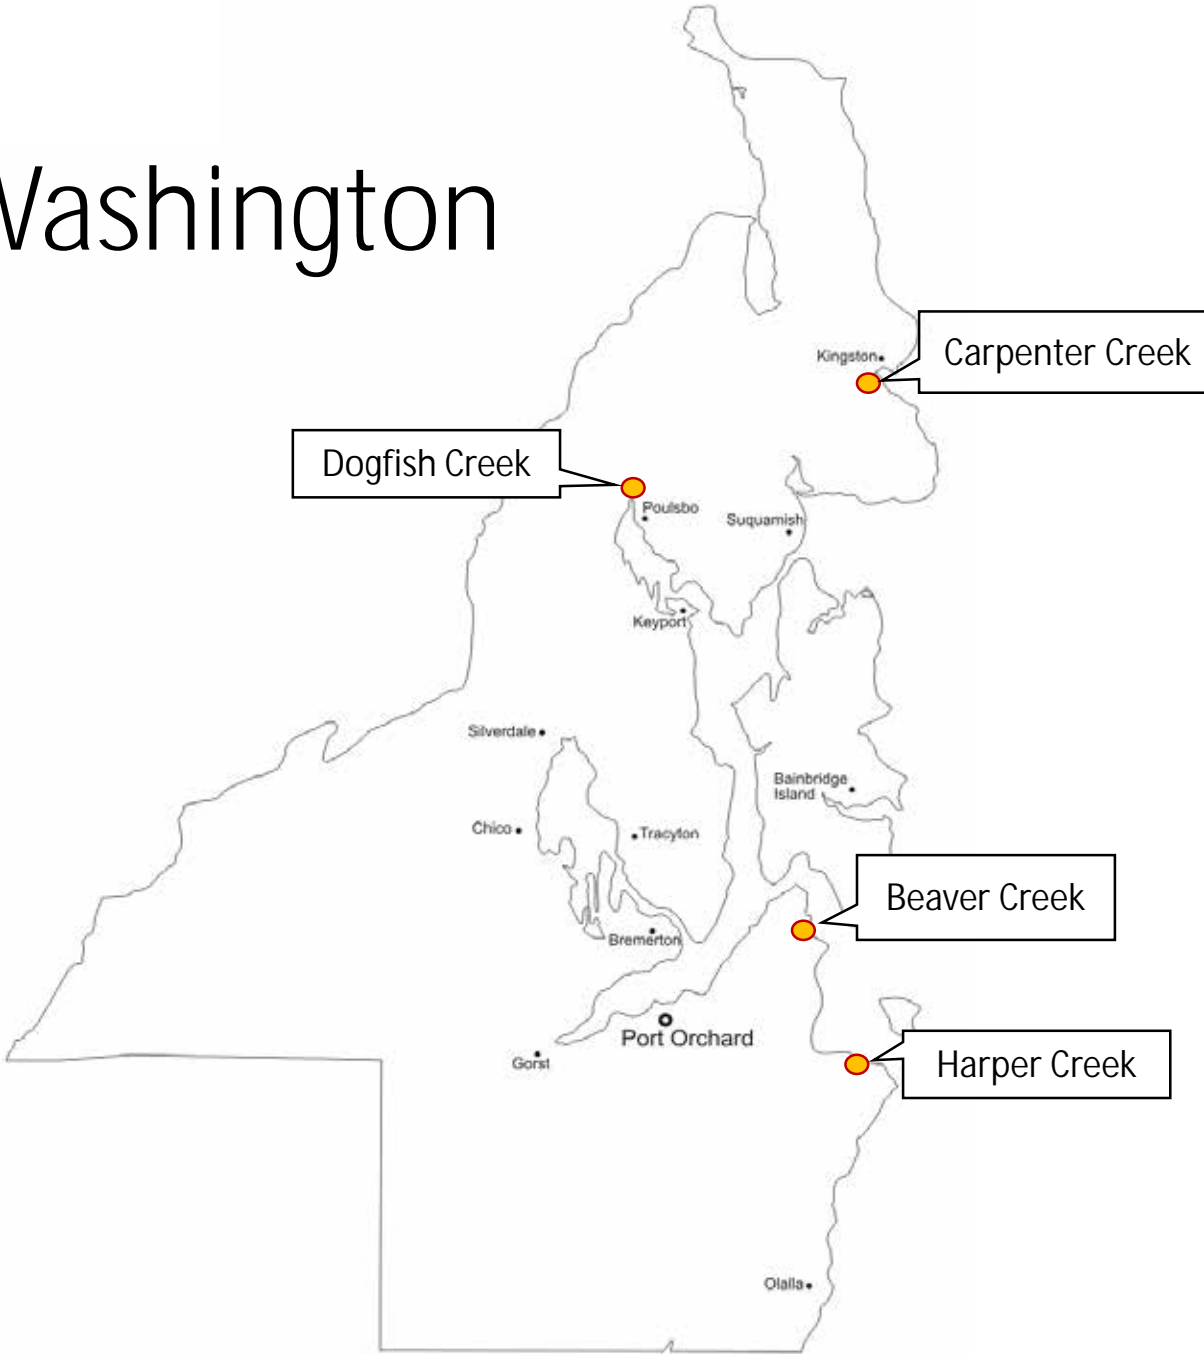 Washington
Kingston
Carpenter Creek
Dogfish Creek
Poulsbo
Suquamish
Keyport
Silverdale
Bainbridge
Island
Chico
Tracyton
Beaver Creek
Bremerton
Port Orchard
Gorst
Harper Creek
Olalla